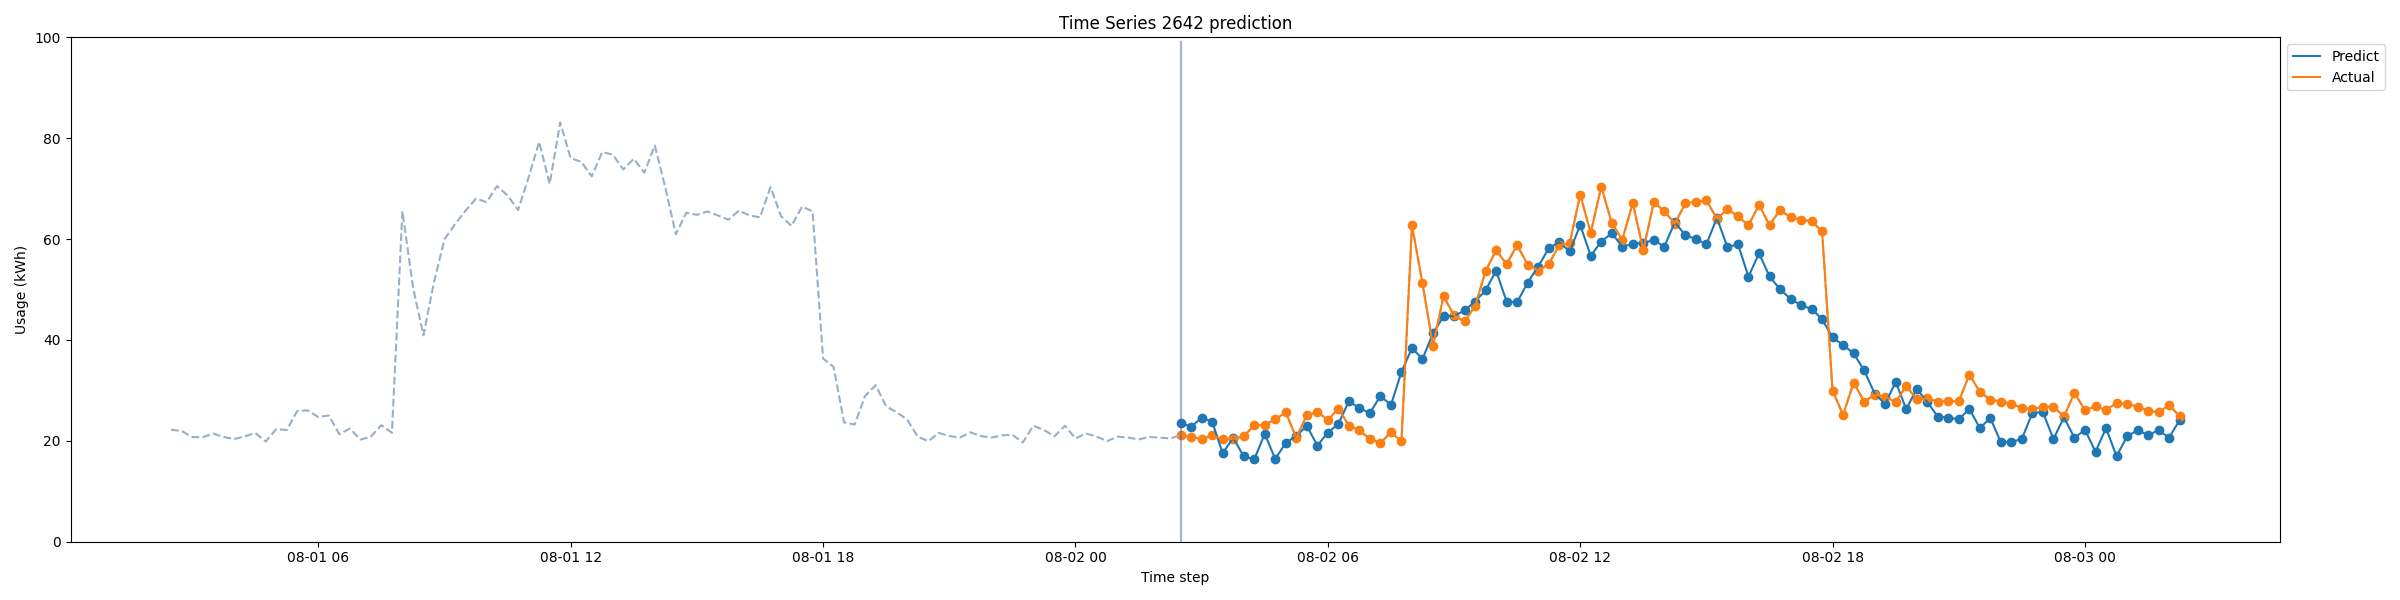 Time Series 2642 prediction
100
80
60
40
20
0
Usage (kWh)
Predict
Actual
08-01 06
08-01 12
08-01 18
08-02 00
08-02 06
08-02 12
08-02 18
08-03 00
Time step